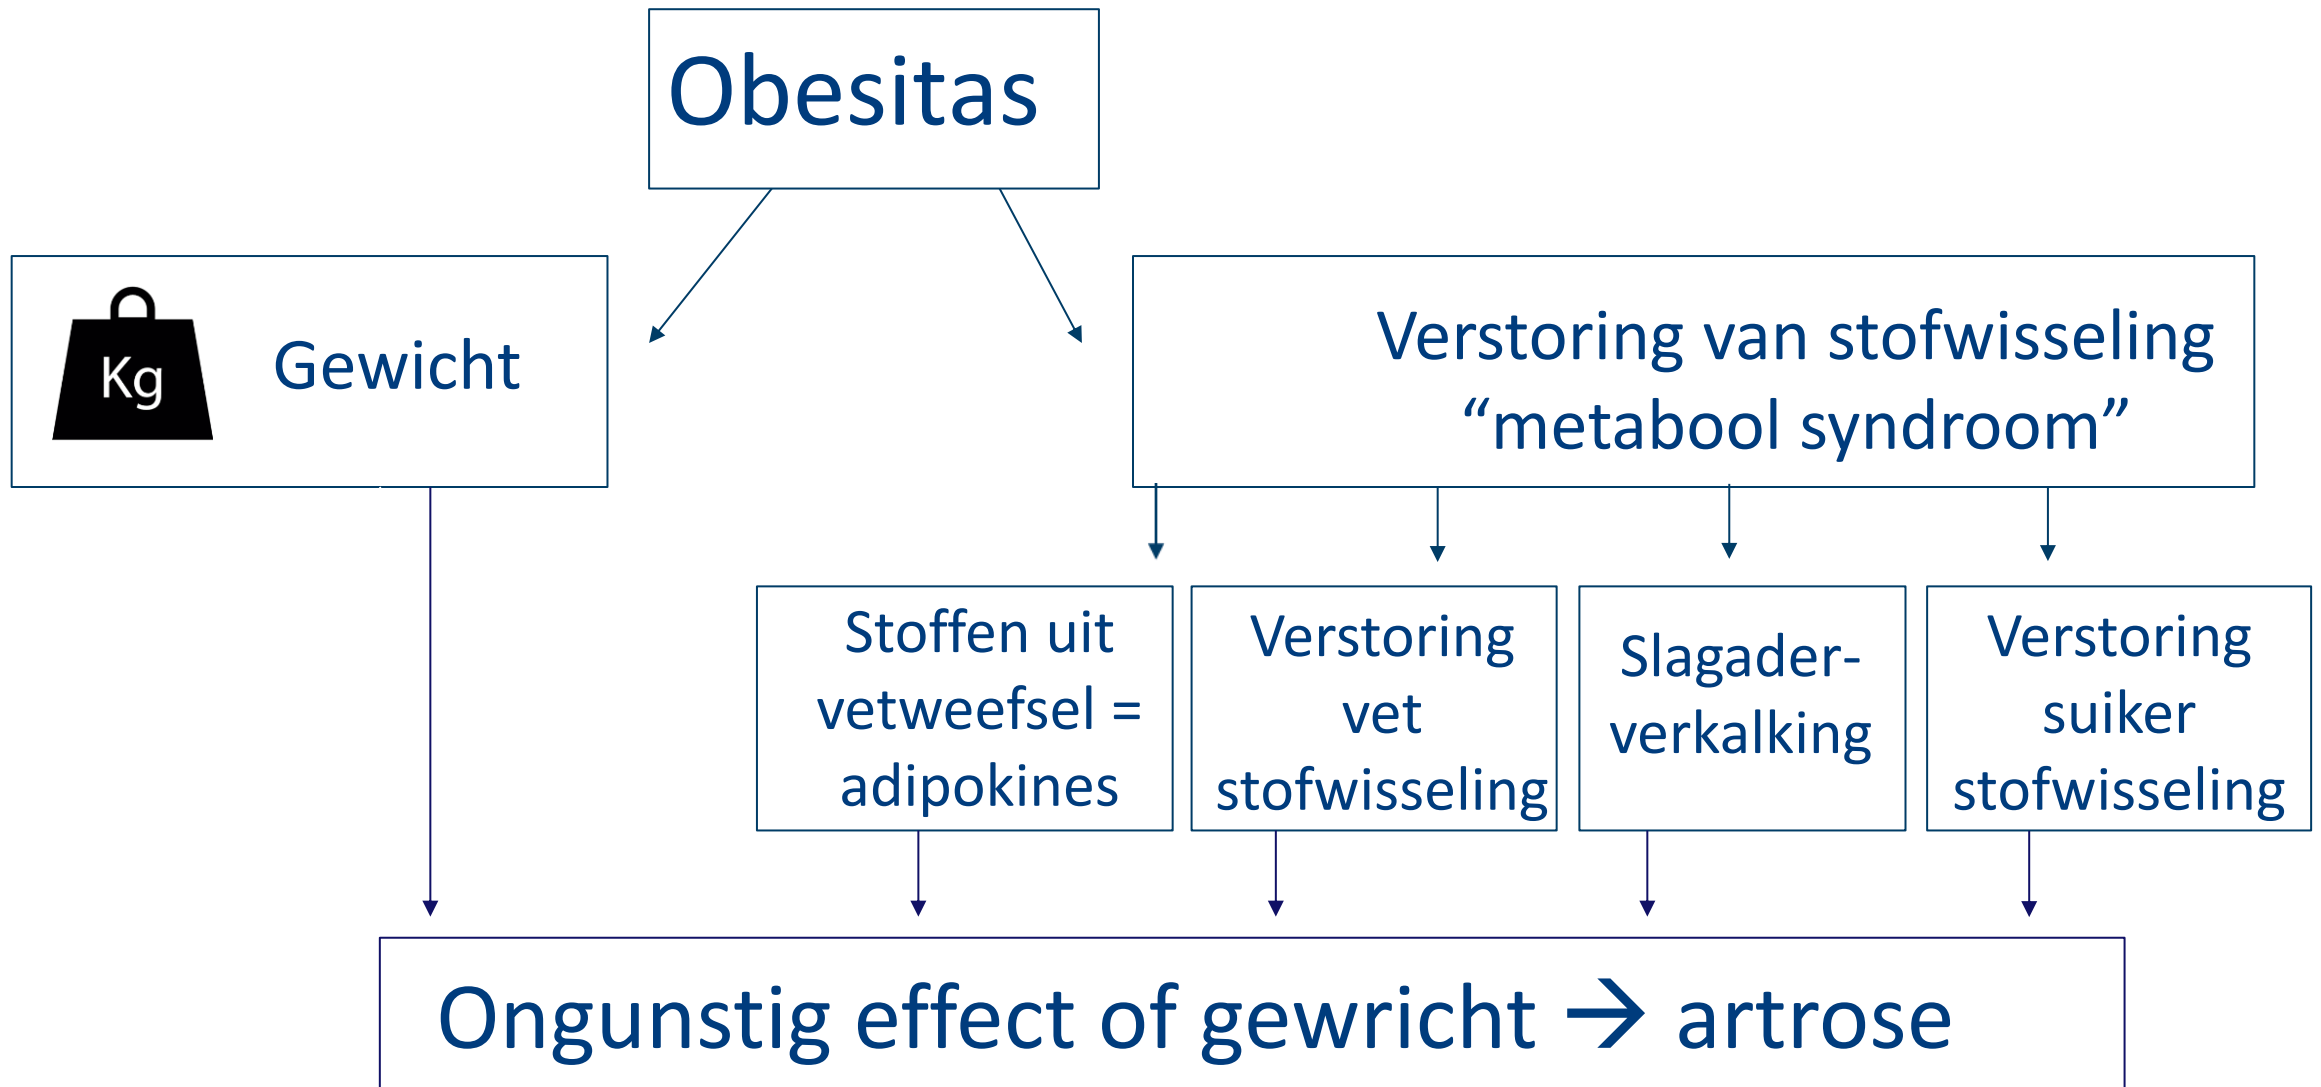 Obesitas
Kg
Gewicht
Verstoring van stofwisseling
“metabool syndroom”
Stoffen uit
vetweefsel =
adipokines
Verstoring
vet
stofwisseling
Slagader-
verkalking
Verstoring
suiker
stofwisseling
Ongunstig effect of gewricht → artrose